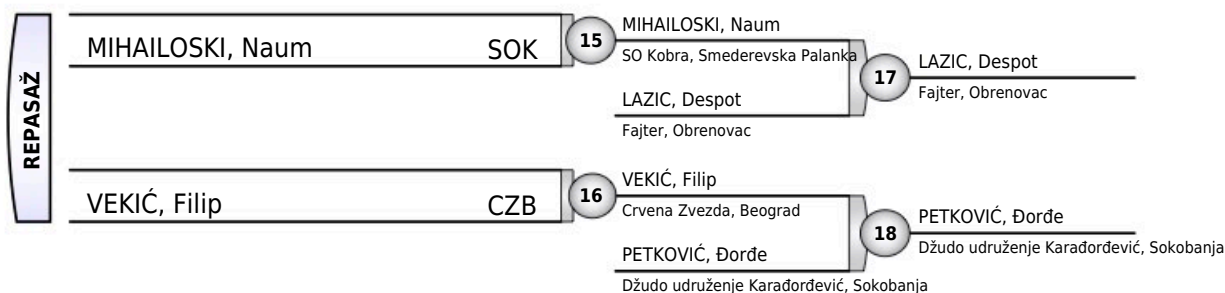 REPASAŽ
MIHAILOSKI, Naum SOK
15
MIHAILOSKI, Naum
SO Kobra, Smederevska Palanka
LAZIC, Despot
Fajter, Obrenovac
17
LAZIC, Despot
Fajter, Obrenovac
VEKIĆ, Filip CZB
16
VEKIĆ, Filip
Crvena Zvezda, Beograd
PETKOVIĆ, Đorđe
Džudo udruženje Karađorđević, Sokobanja
18
PETKOVIĆ, Đorđe
Džudo udruženje Karađorđević, Sokobanja